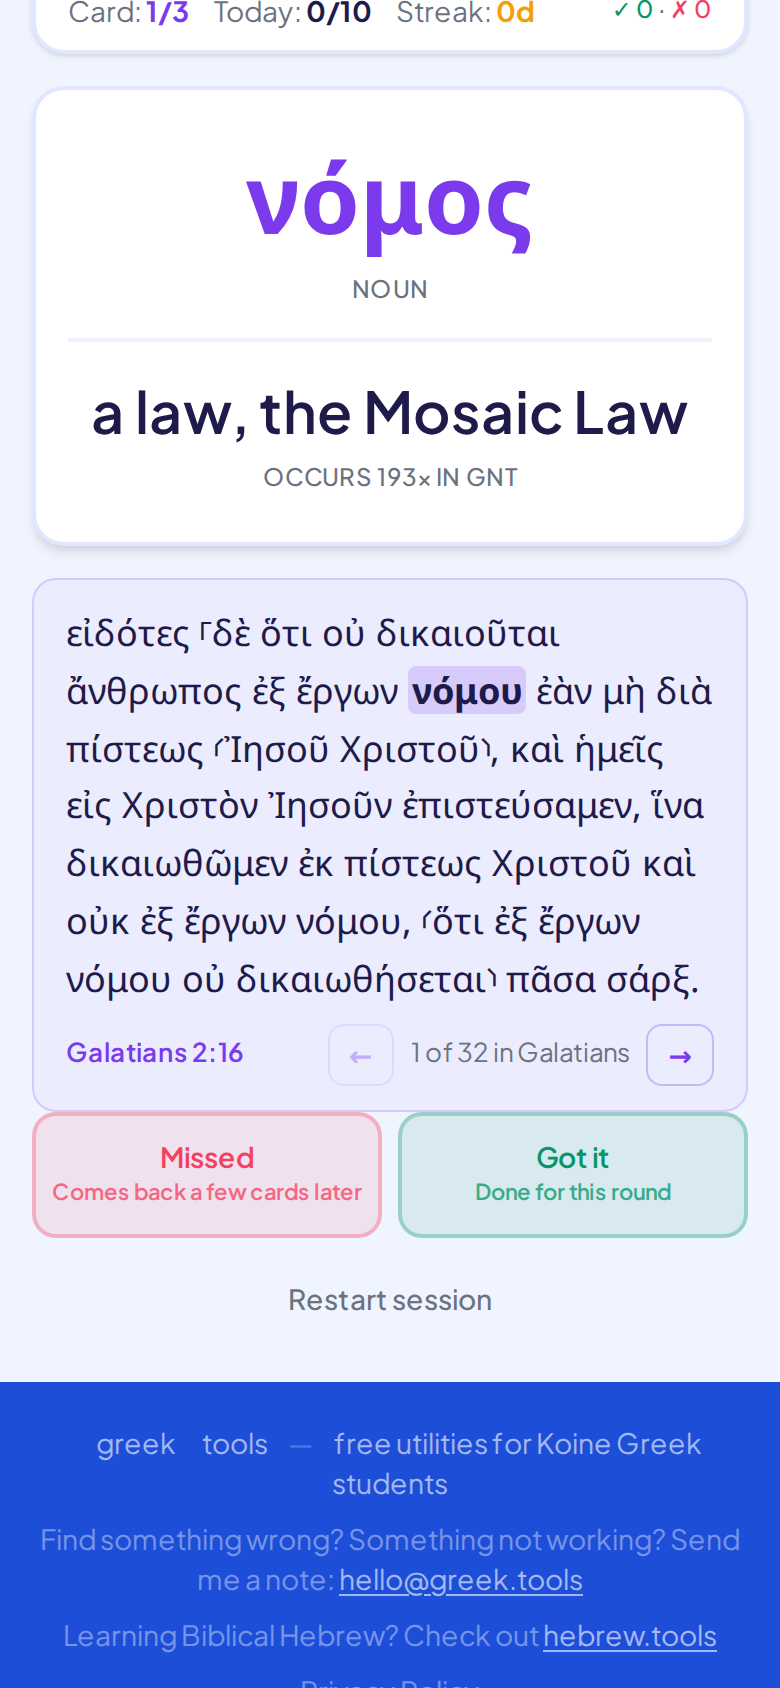 Card: 1/3 Today: 0/10 Streak: 0d ✓ 0 · ✗ 0
νόμος
NOUN
a law, the Mosaic Law
OCCURS 193× IN GNT
εἰδότες ⸀δὲ ὅτι οὐ δικαιοῦται
ἄνθρωπος ἐξ ἔργων νόμου ἐὰν μὴ διὰ
πίστεως ⸂Ἰησοῦ Χριστοῦ⸃, καὶ ἡμεῖς
εἰς Χριστὸν Ἰησοῦν ἐπιστεύσαμεν, ἵνα
δικαιωθῶμεν ἐκ πίστεως Χριστοῦ καὶ
οὐκ ἐξ ἔργων νόμου, ⸂ὅτι ἐξ ἔργων
νόμου οὐ δικαιωθήσεται⸃ πᾶσα σάρξ.
Galatians 2:16 ← 1 of 32 in Galatians →
Missed Got it
Comes back a few cards later Done for this round
Restart session
greek tools — free utilities for Koine Greek
students
Find something wrong? Something not working? Send
me a note: hello@greek.tools
Learning Biblical Hebrew? Check out hebrew.tools
Privacy Policy